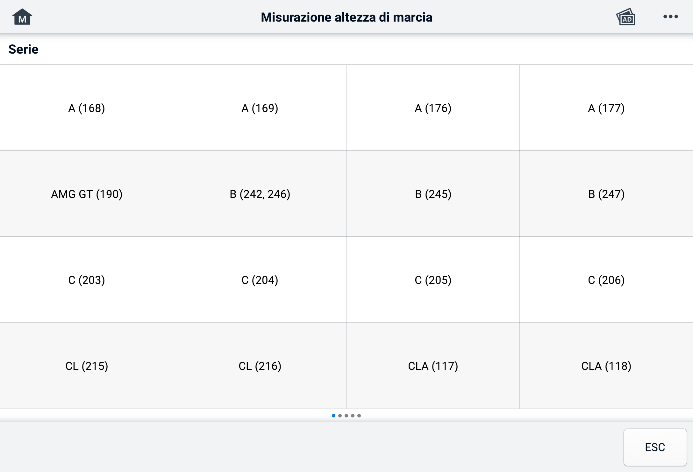 M
Misurazione altezza di marcia
AD
Serie
A (168)
A (169)
A (176)
A (177)
AMG GT (190)
B (242, 246)
B (245)
B (247)
C (203)
C (204)
C (205)
C (206)
CL (215)
CL (216)
CLA (117)
CLA (118)
ESC